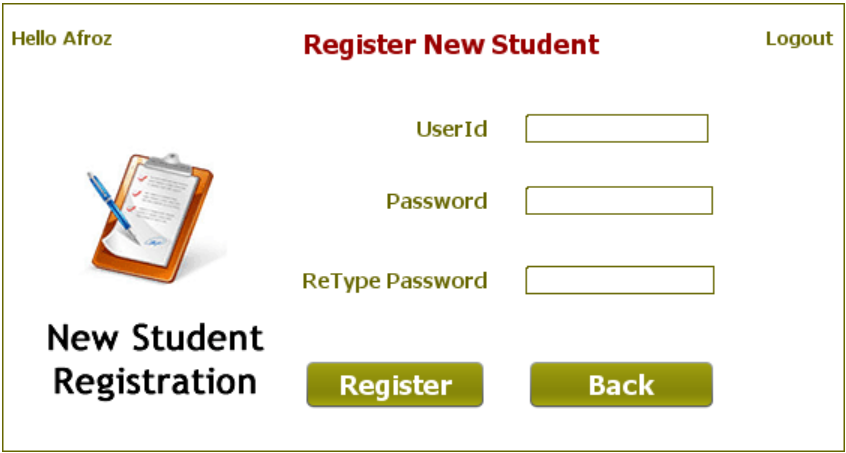 Hello Afroz
Register New Student
Logout
UserId
Password
ReType Password
New Student
Registration
Register
Back